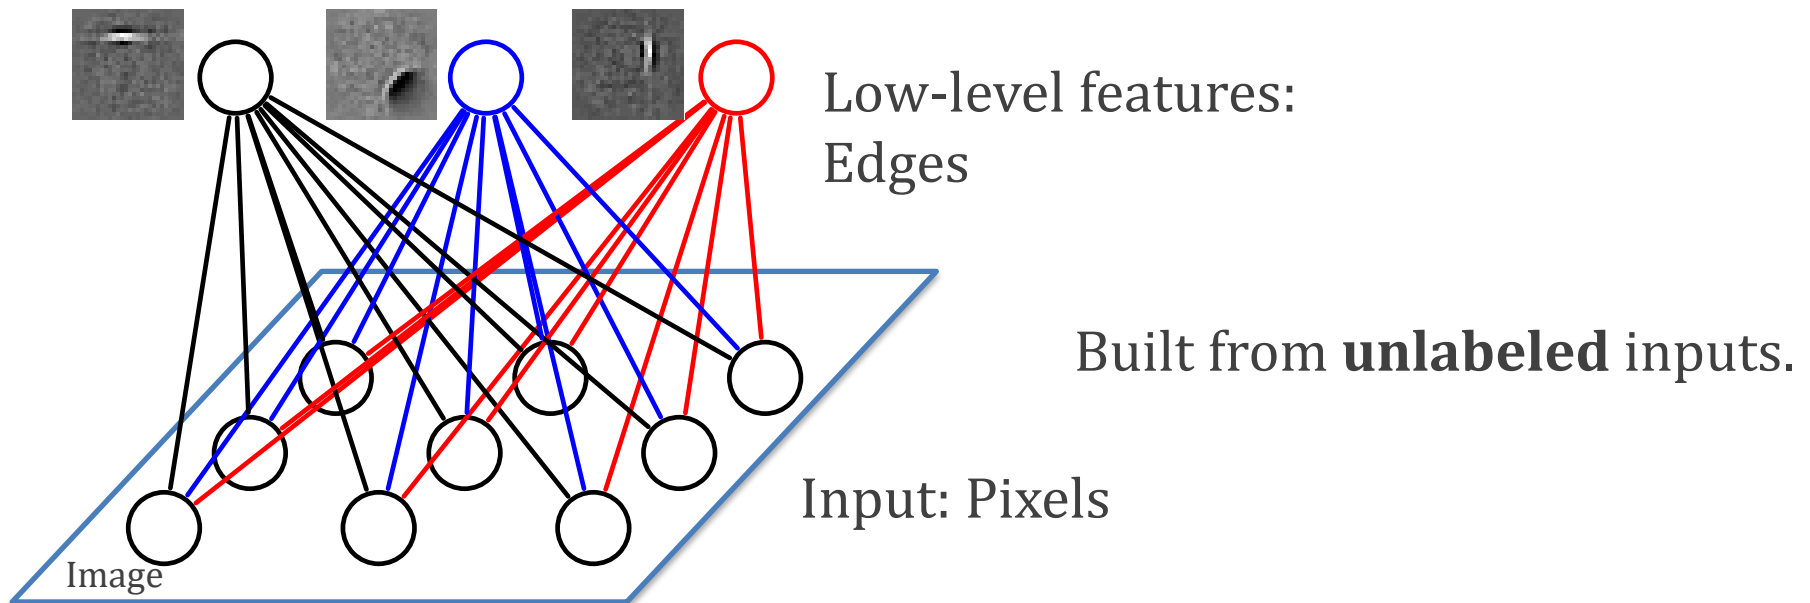 Low-level features:
Edges
Built from unlabeled inputs.
Input: Pixels
Image